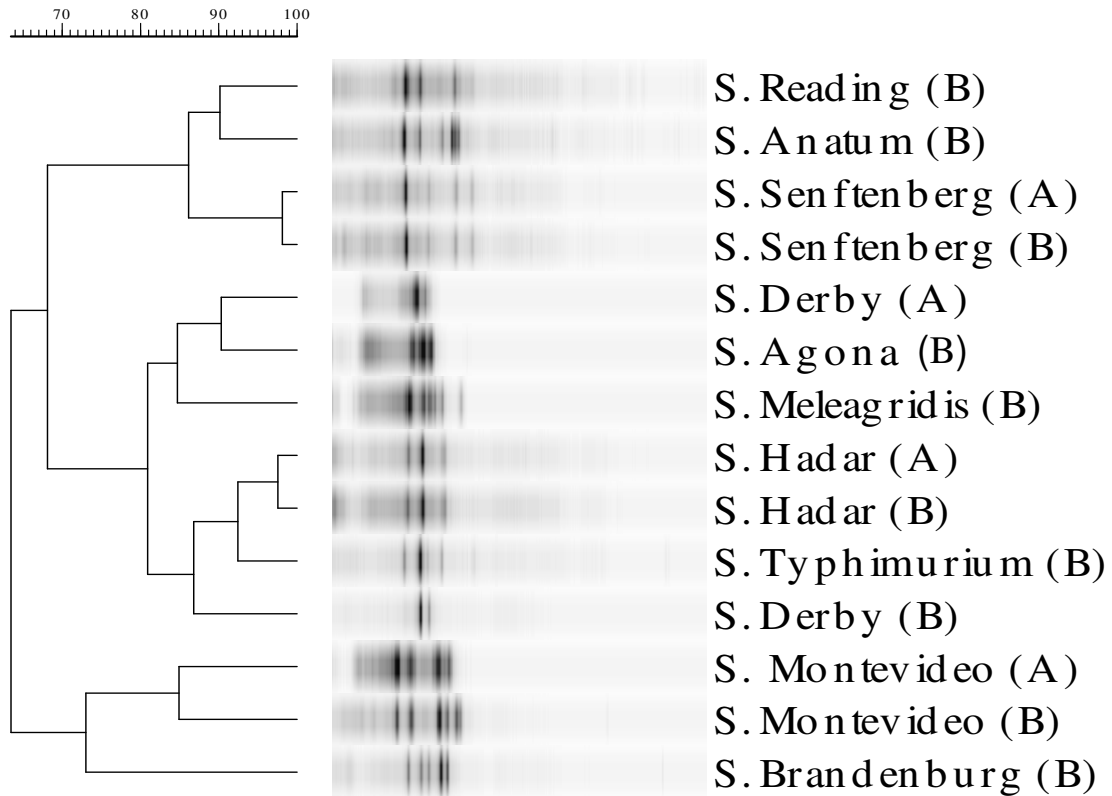 70 80 90 100
S. Reading (B)
S. Anatum (B)
S. Senftenberg (A)
S. Senftenberg (B)
S. Derby (A)
S. Agona (B)
S. Meleagridis (B)
S. Hadar (A)
S. Hadar (B)
S. Typhimurium (B)
S. Derby (B)
S. Montevideo (A)
S. Montevideo (B)
S. Brandenburg (B)